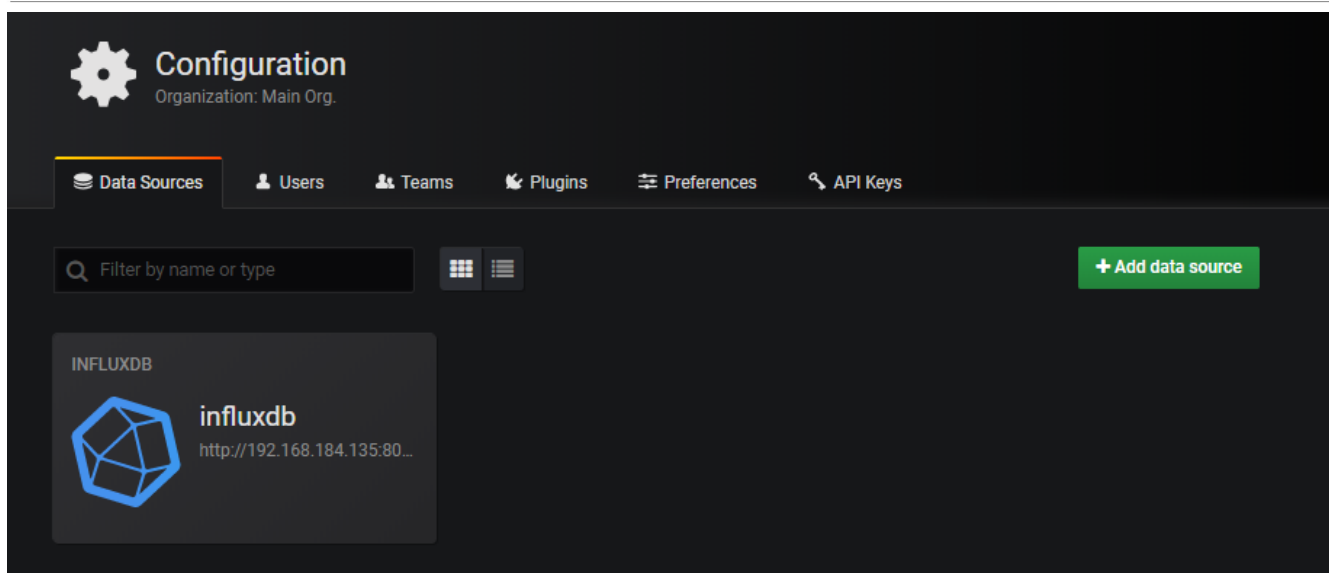 Configuration
Organization: Main Org.
Data Sources Users Teams Plugins Preferences API Keys
Filter by name or type
+ Add data source
INFLUXDB
influxdb
http://192.168.184.135:80...